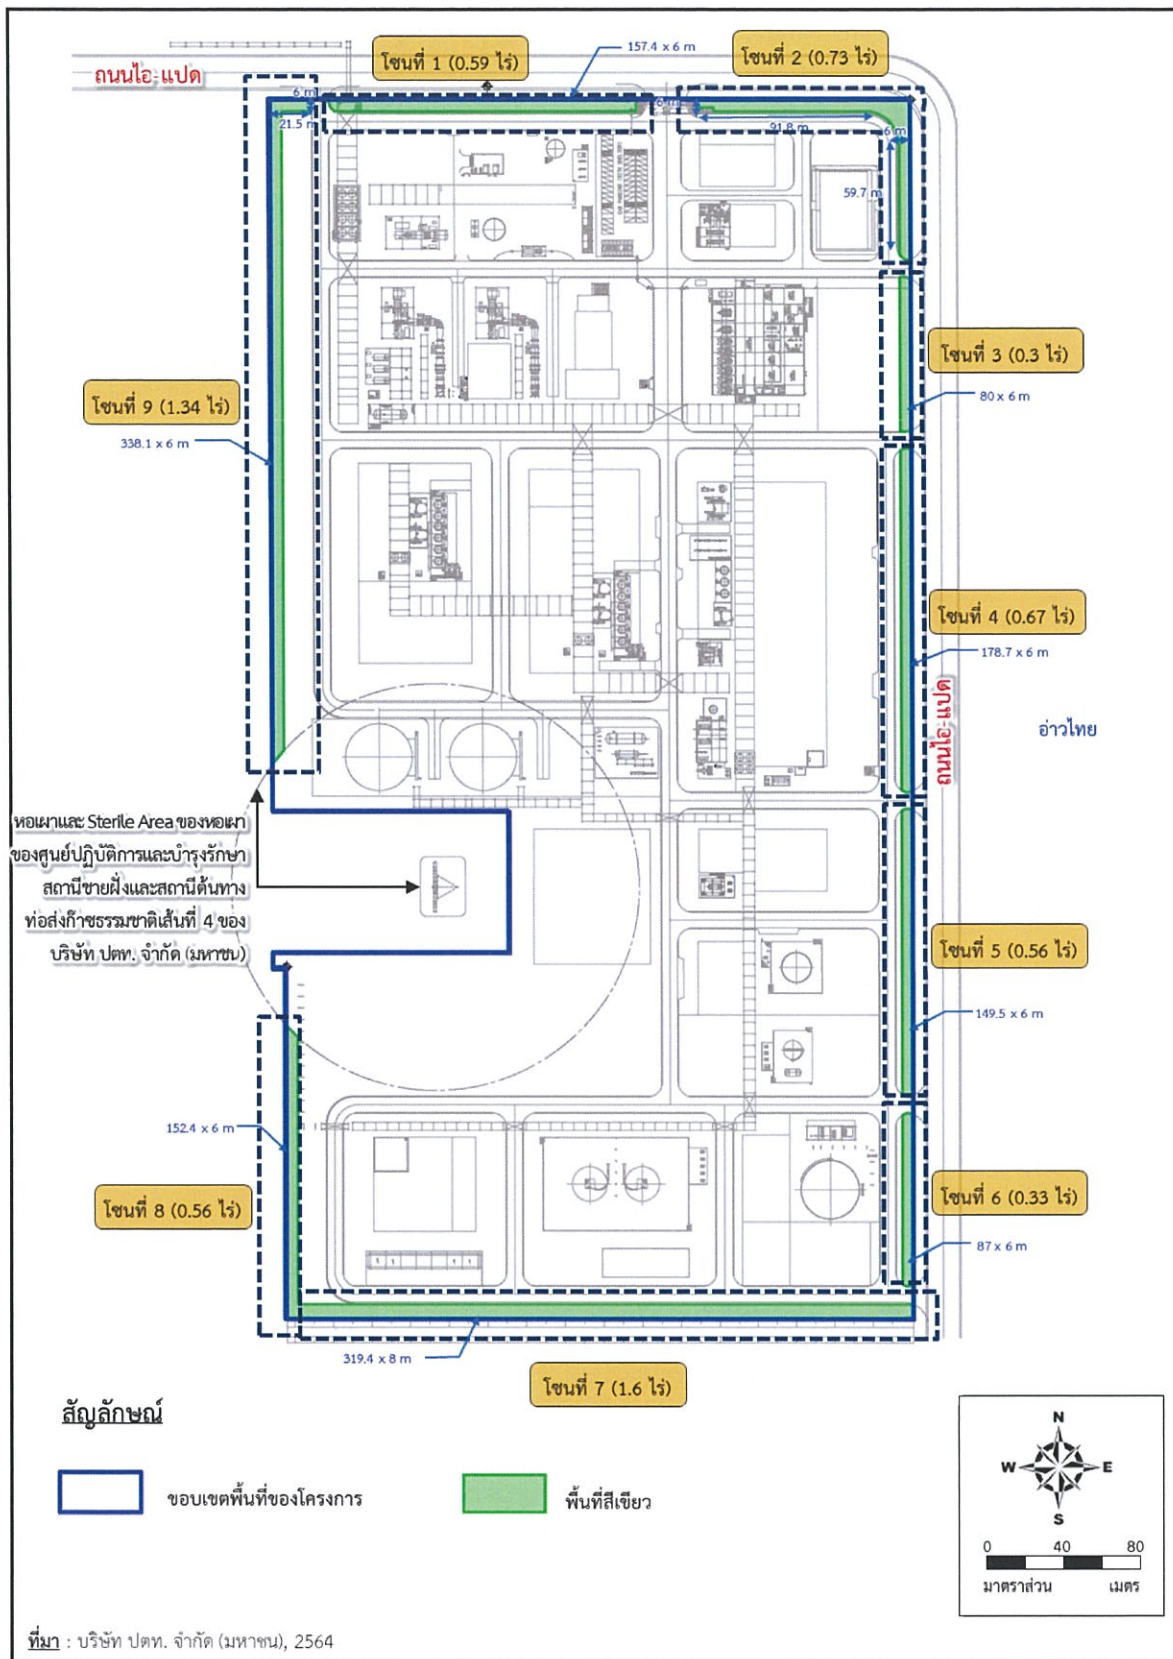 โซนที่ 1 (0.59 ไร่)
157.4 x 6 m
โซนที่ 2 (0.73 ไร่)
ถนนไอ-แปด
6 m
6 m
21.5 m
91.8 m
6 m
59.7 m
โซนที่ 3 (0.3 ไร่)
80 x 6 m
โซนที่ 9 (1.34 ไร่)
338.1 x 6 m
โซนที่ 4 (0.67 ไร่)
178.7 x 6 m
ถนนไอ-แปด
อ่าวไทย
หอเผาและ Sterile Area ของหอเผา
ของศูนย์ปฏิบัติการและบำรุงรักษา
สถานีชายฝั่งและสถานีต้นทาง
ท่อส่งก๊าซธรรมชาติเส้นที่ 4 ของ
บริษัท ปตท. จำกัด (มหาชน)
โซนที่ 5 (0.56 ไร่)
149.5 x 6 m
152.4 x 6 m
โซนที่ 8 (0.56 ไร่)
โซนที่ 6 (0.33 ไร่)
87 x 6 m
319.4 x 8 m
โซนที่ 7 (1.6 ไร่)
สัญลักษณ์
ขอบเขตพื้นที่ของโครงการ
พื้นที่สีเขียว
N
W E
S
0 40 80
มาตราส่วน เมตร
ที่มา : บริษัท ปตท. จำกัด (มหาชน), 2564